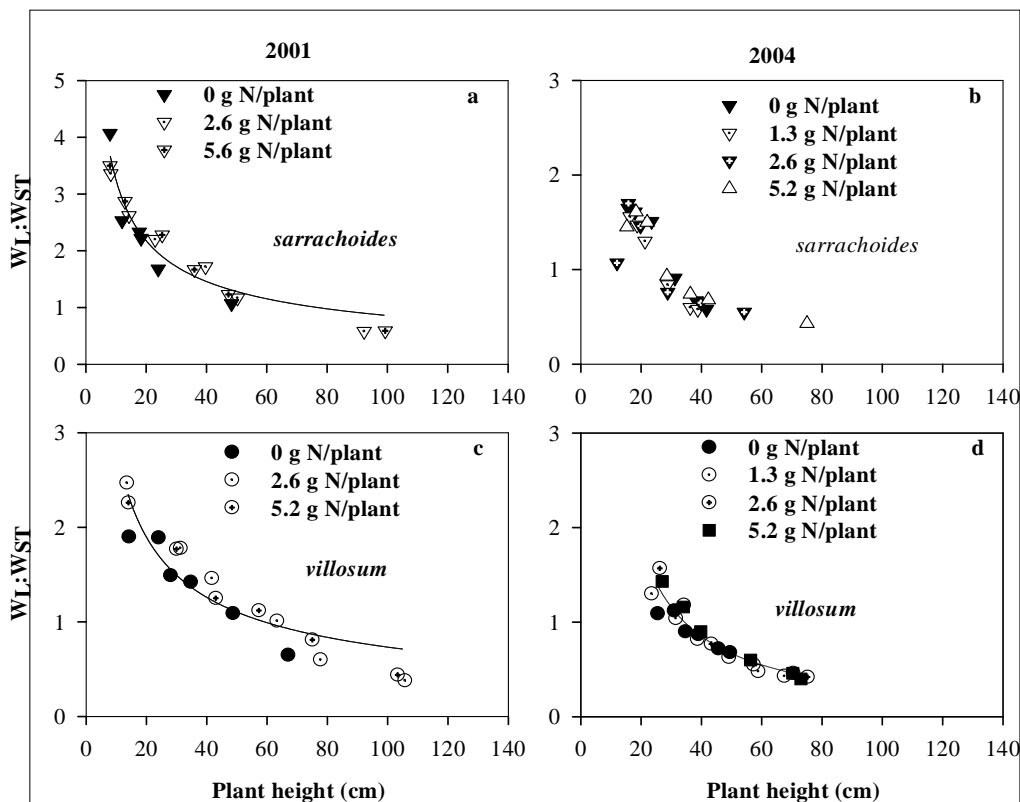 2001
2004
5
4
3
2
1
0
0 g N/plant
2.6 g N/plant
5.6 g N/plant
a
sarrachoides
0 20 40 60 80 100 120 140
3
2
1
0
0 g N/plant
1.3 g N/plant
2.6 g N/plant
5.2 g N/plant
b
sarrachoides
0 20 40 60 80 100 120 140
WL:WST
3
2
1
0
0 g N/plant
2.6 g N/plant
5.2 g N/plant
c
villosum
0 20 40 60 80 100 120 140
Plant height (cm)
WL:WST
3
2
1
0
0 g N/plant
1.3 g N/plant
2.6 g N/plant
5.2 g N/plant
d
villosum
0 20 40 60 80 100 120 140
Plant height (cm)